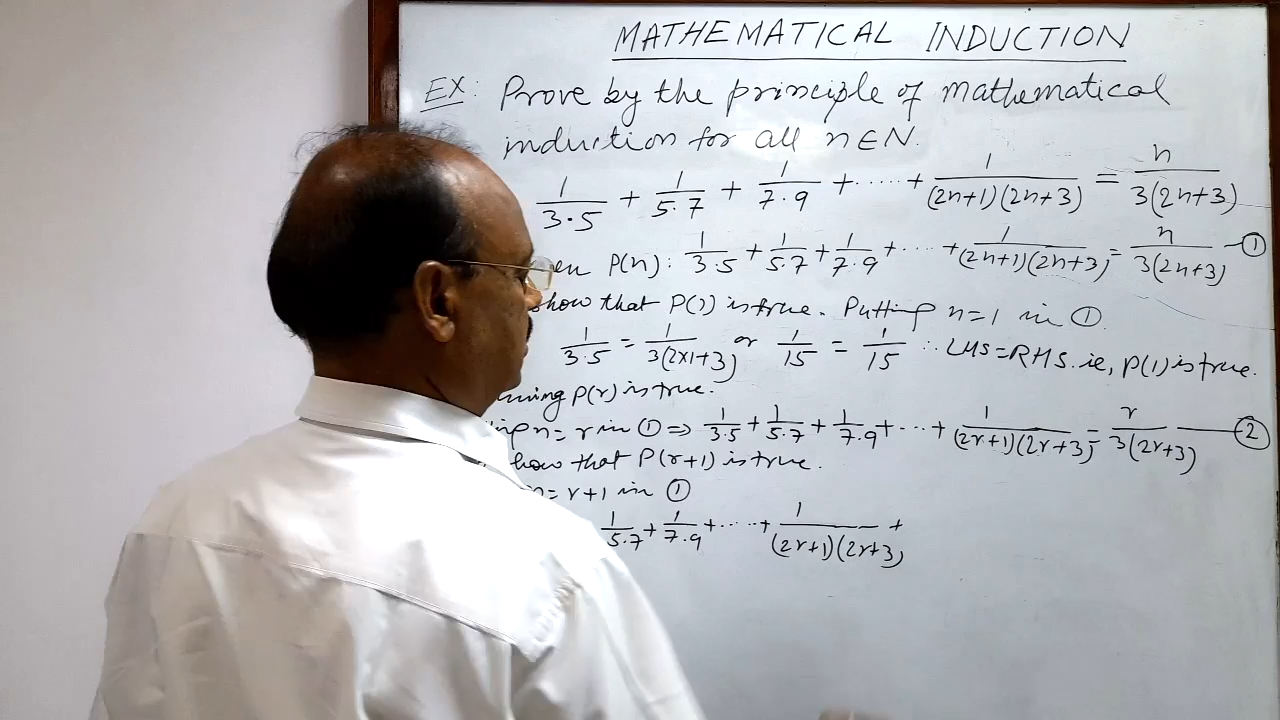 MATHEMATICAL INDUCTION
EX: Prove by the principle of mathematical
induction for all n∈N.
1/3·5 + 1/5·7 + 1/7·9 + ····· + 1/(2n+1)(2n+3) = n/3(2n+3)
P(n): 1/3·5 + 1/5·7 + 1/7·9 + ···· + 1/(2n+1)(2n+3) = n/3(2n+3) — ①
show that P(1) is true. Putting n=1 in ①.
1/3·5 = 1/3(2×1+3) or 1/15 = 1/15 ∴ LHS=RHS. ie, P(1) is true.
P(r) is true.
n=r in ① ⇒ 1/3·5 + 1/5·7 + 1/7·9 + ··· + 1/(2r+1)(2r+3) = r/3(2r+3) — ②
that P(r+1) is true.
n=r+1 in ①
1/5·7 + 1/7·9 + ···· + 1/(2r+1)(2r+3) +